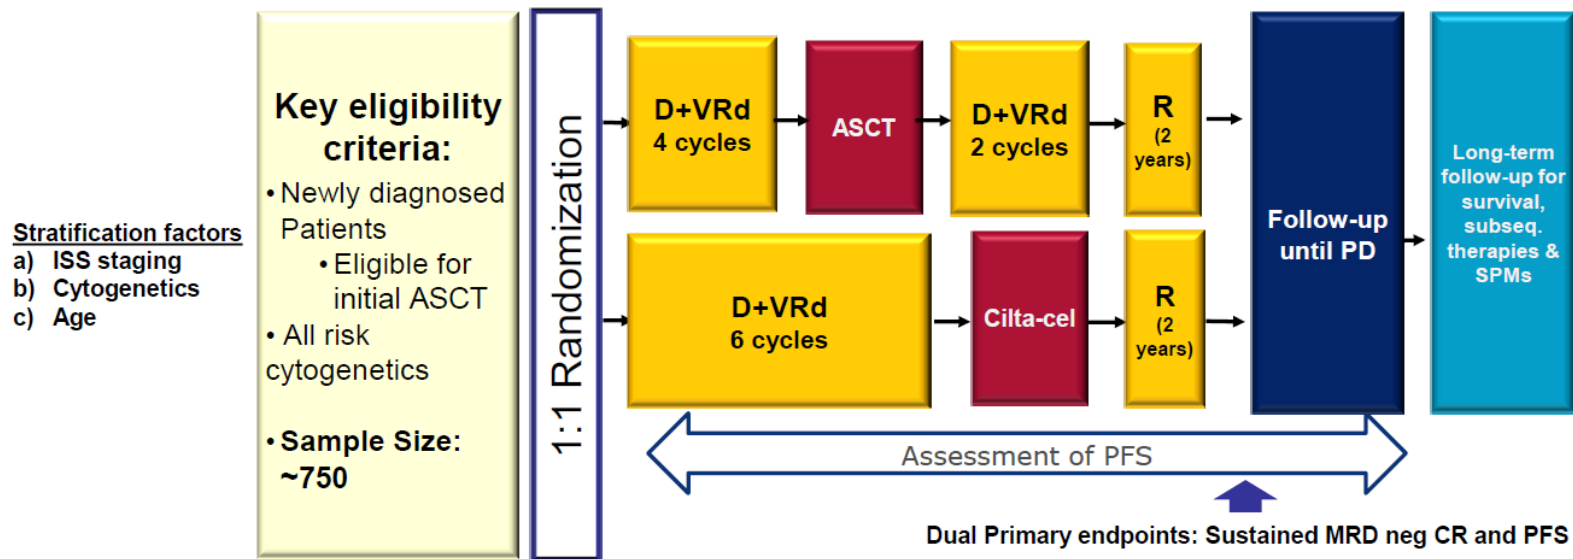 Stratification factors
a) ISS staging
b) Cytogenetics
c) Age
Key eligibility
criteria:
• Newly diagnosed
Patients
• Eligible for
initial ASCT
• All risk
cytogenetics
• Sample Size:
~750
1:1 Randomization
D+VRd
4 cycles
ASCT
D+VRd
2 cycles
R
(2
years)
D+VRd
6 cycles
Cilta-cel
R
(2
years)
Follow-up
until PD
Long-term
follow-up for
survival,
subseq.
therapies &
SPMs
Assessment of PFS
Dual Primary endpoints: Sustained MRD neg CR and PFS